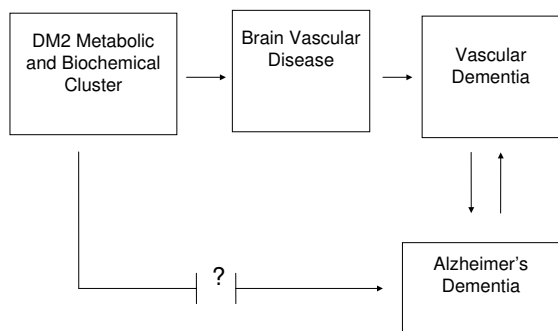 DM2 Metabolic
and Biochemical
Cluster
Brain Vascular
Disease
Vascular
Dementia
?
Alzheimer's
Dementia